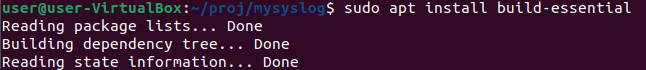 user@user-VirtualBox:~/proj/mysyslog$ sudo apt install build-essential
Reading package lists... Done
Building dependency tree... Done
Reading state information... Done